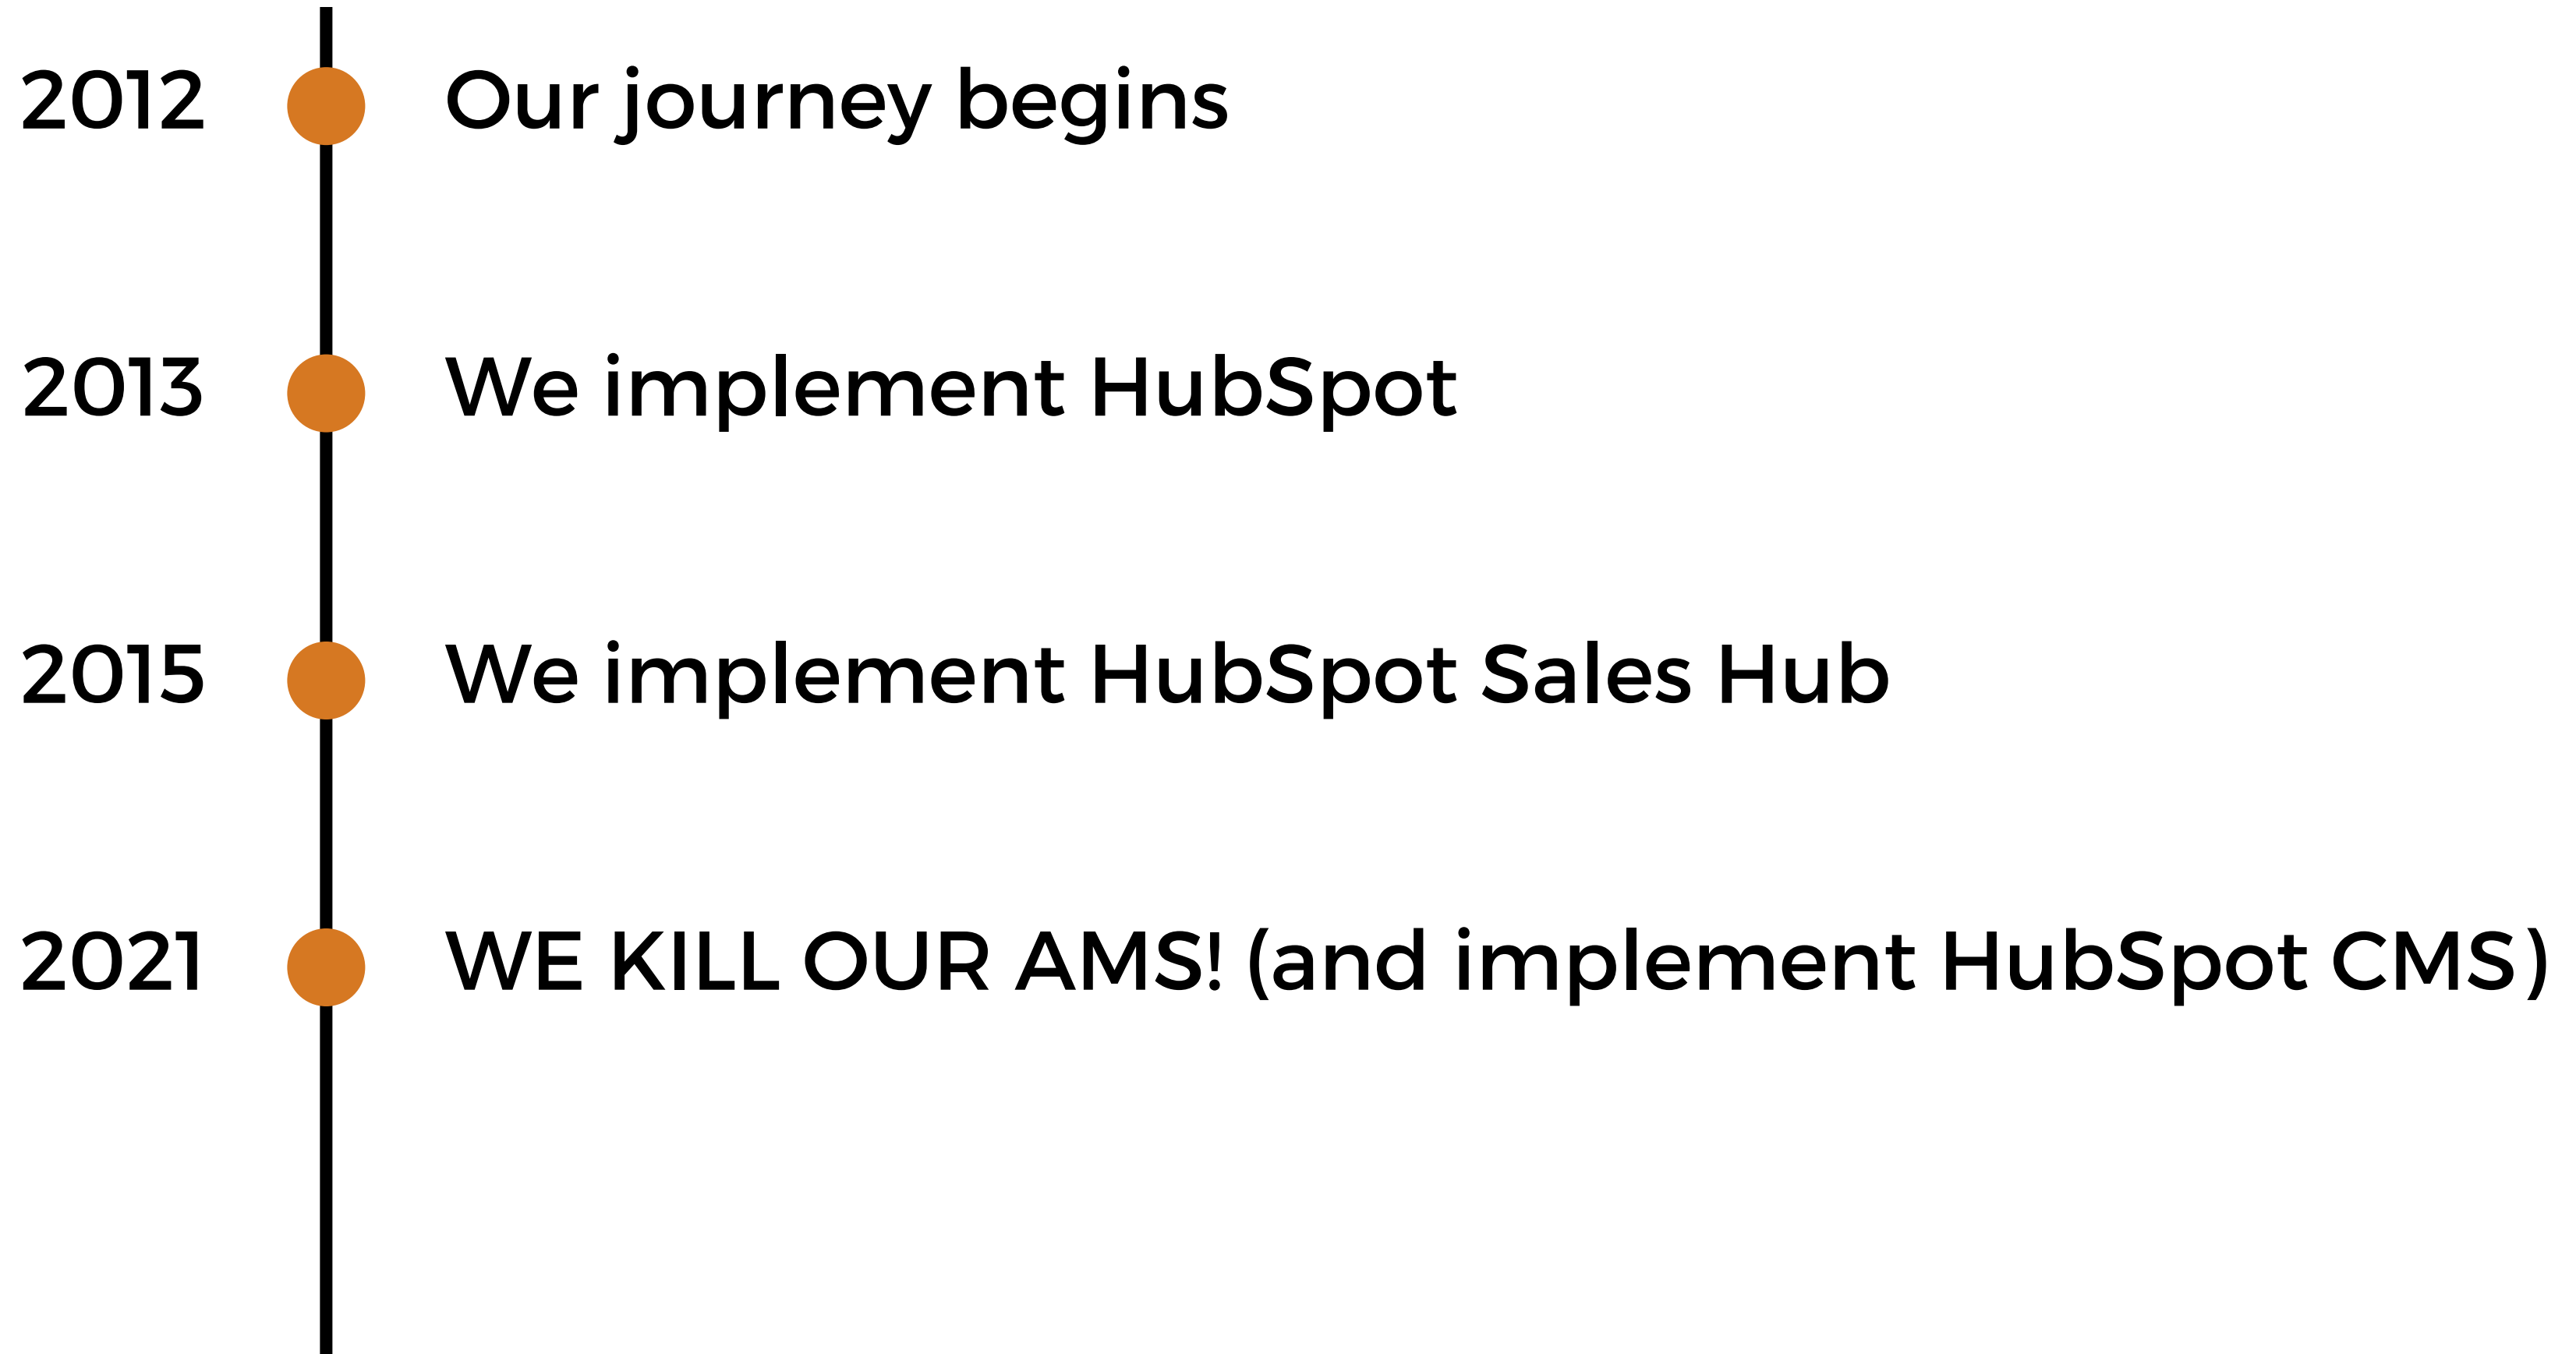 2012 Our journey begins
2013 We implement HubSpot
2015 We implement HubSpot Sales Hub
2021 WE KILL OUR AMS! (and implement HubSpot CMS)